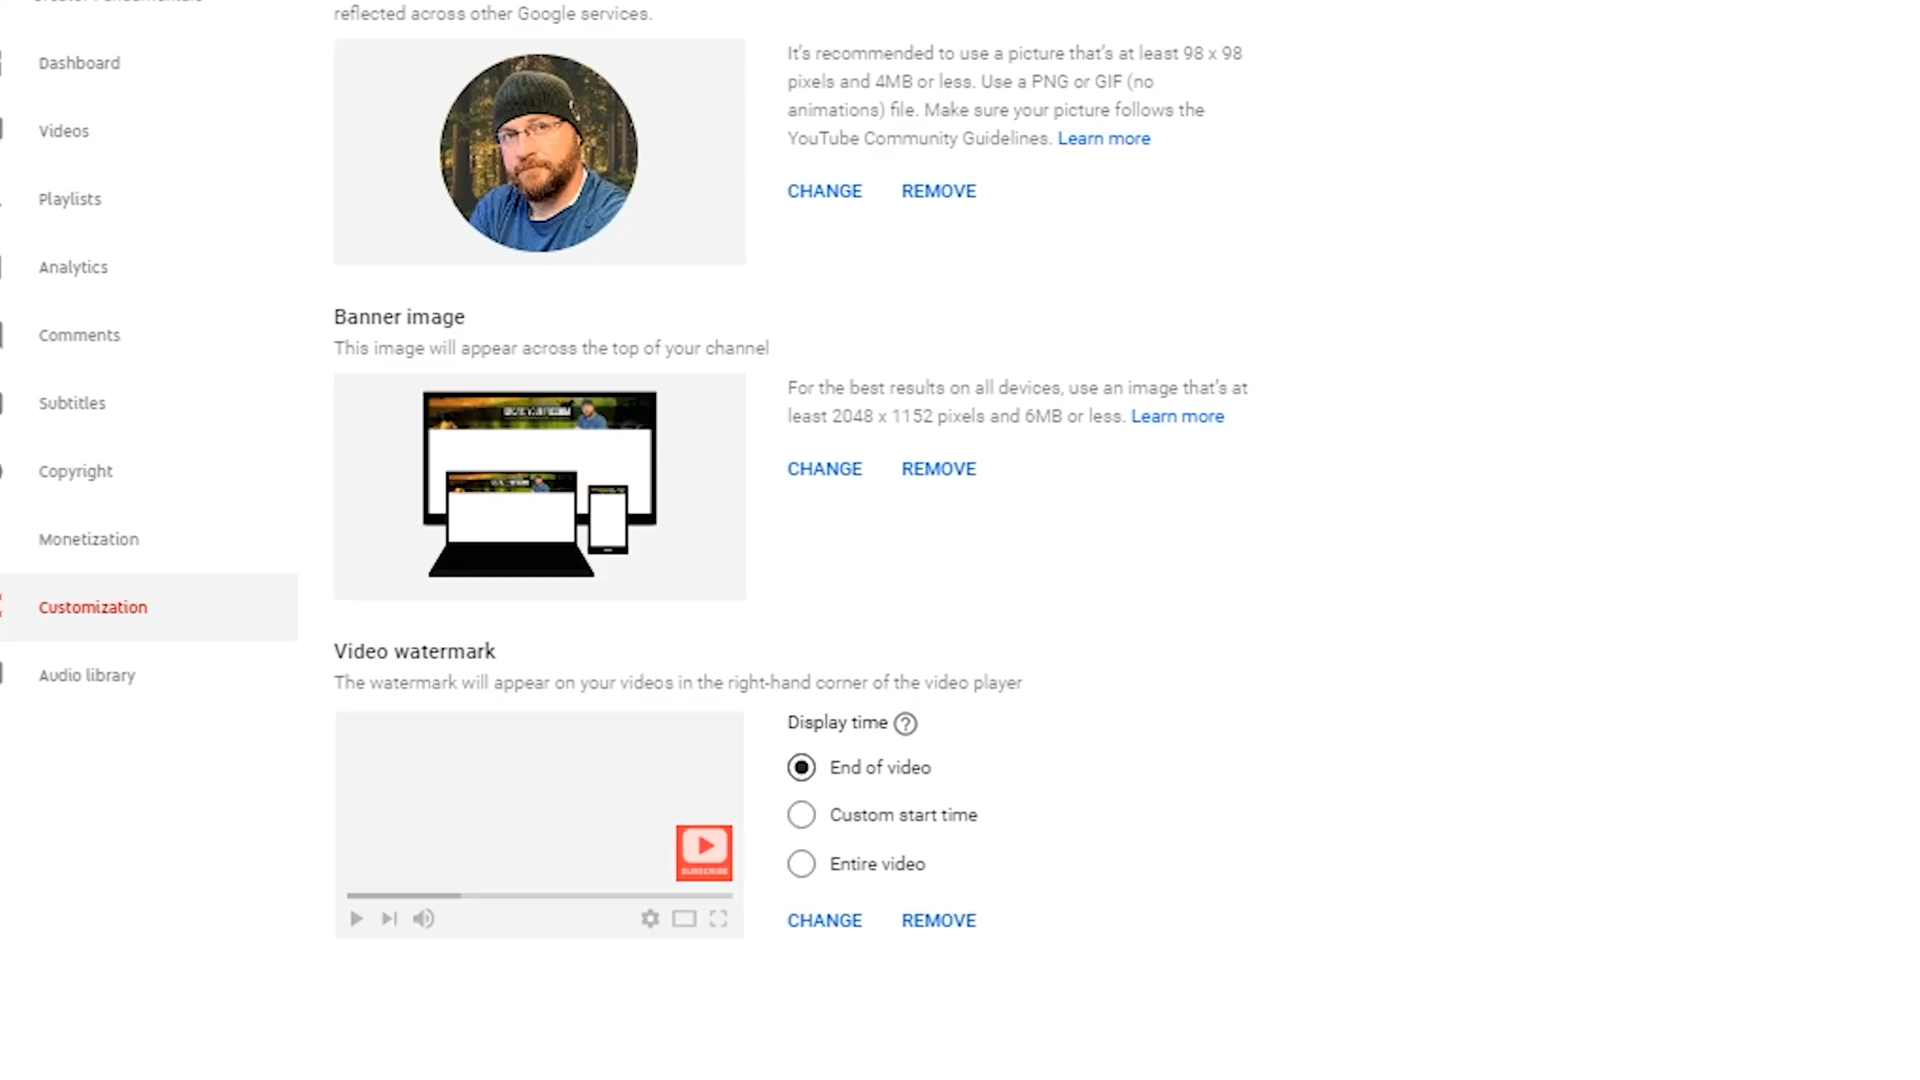 reflected across other Google services.
Dashboard
Videos
Playlists
Analytics
Comments
Subtitles
Copyright
Monetization
Customization
Audio library
It's recommended to use a picture that's at least 98 x 98
pixels and 4MB or less. Use a PNG or GIF (no
animations) file. Make sure your picture follows the
YouTube Community Guidelines. Learn more
CHANGE REMOVE
Banner image
This image will appear across the top of your channel
For the best results on all devices, use an image that's at
least 2048 x 1152 pixels and 6MB or less. Learn more
CHANGE REMOVE
Video watermark
The watermark will appear on your videos in the right-hand corner of the video player
SUBSCRIBE
Display time
End of video
Custom start time
Entire video
CHANGE REMOVE